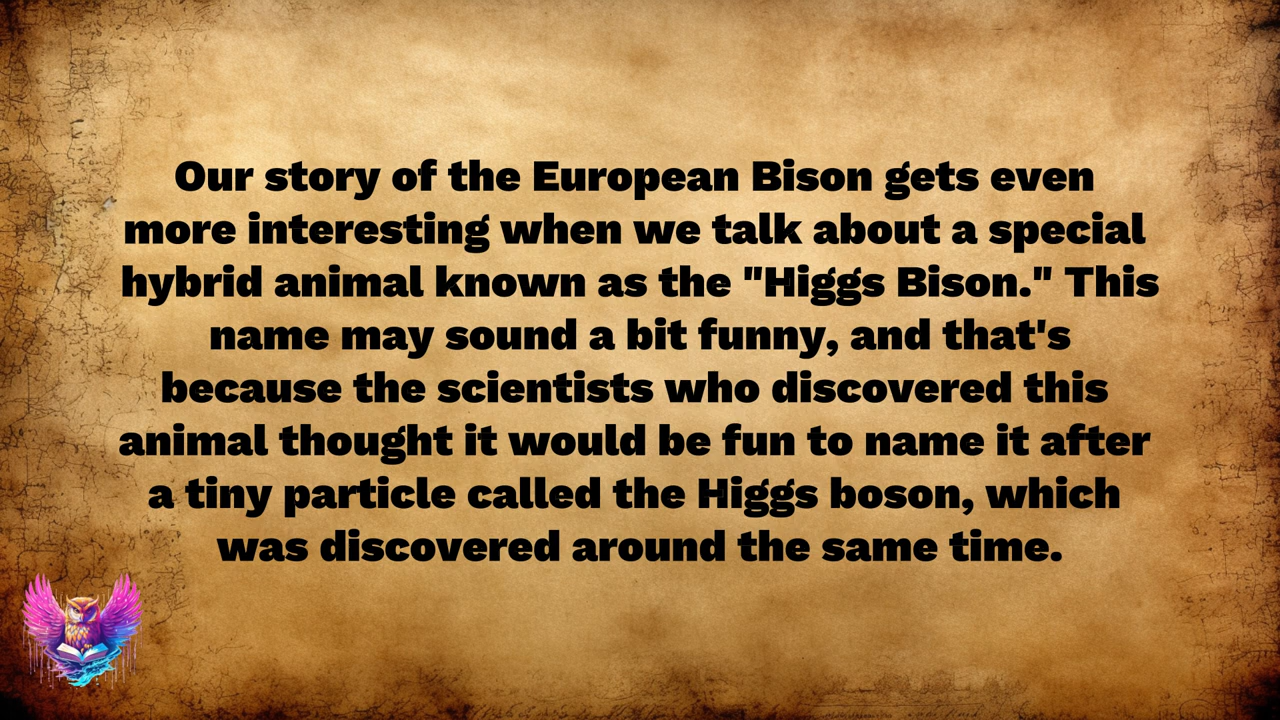 Our story of the European Bison gets even
more interesting when we talk about a special
hybrid animal known as the "Higgs Bison." This
name may sound a bit funny, and that's
because the scientists who discovered this
animal thought it would be fun to name it after
a tiny particle called the Higgs boson, which
was discovered around the same time.